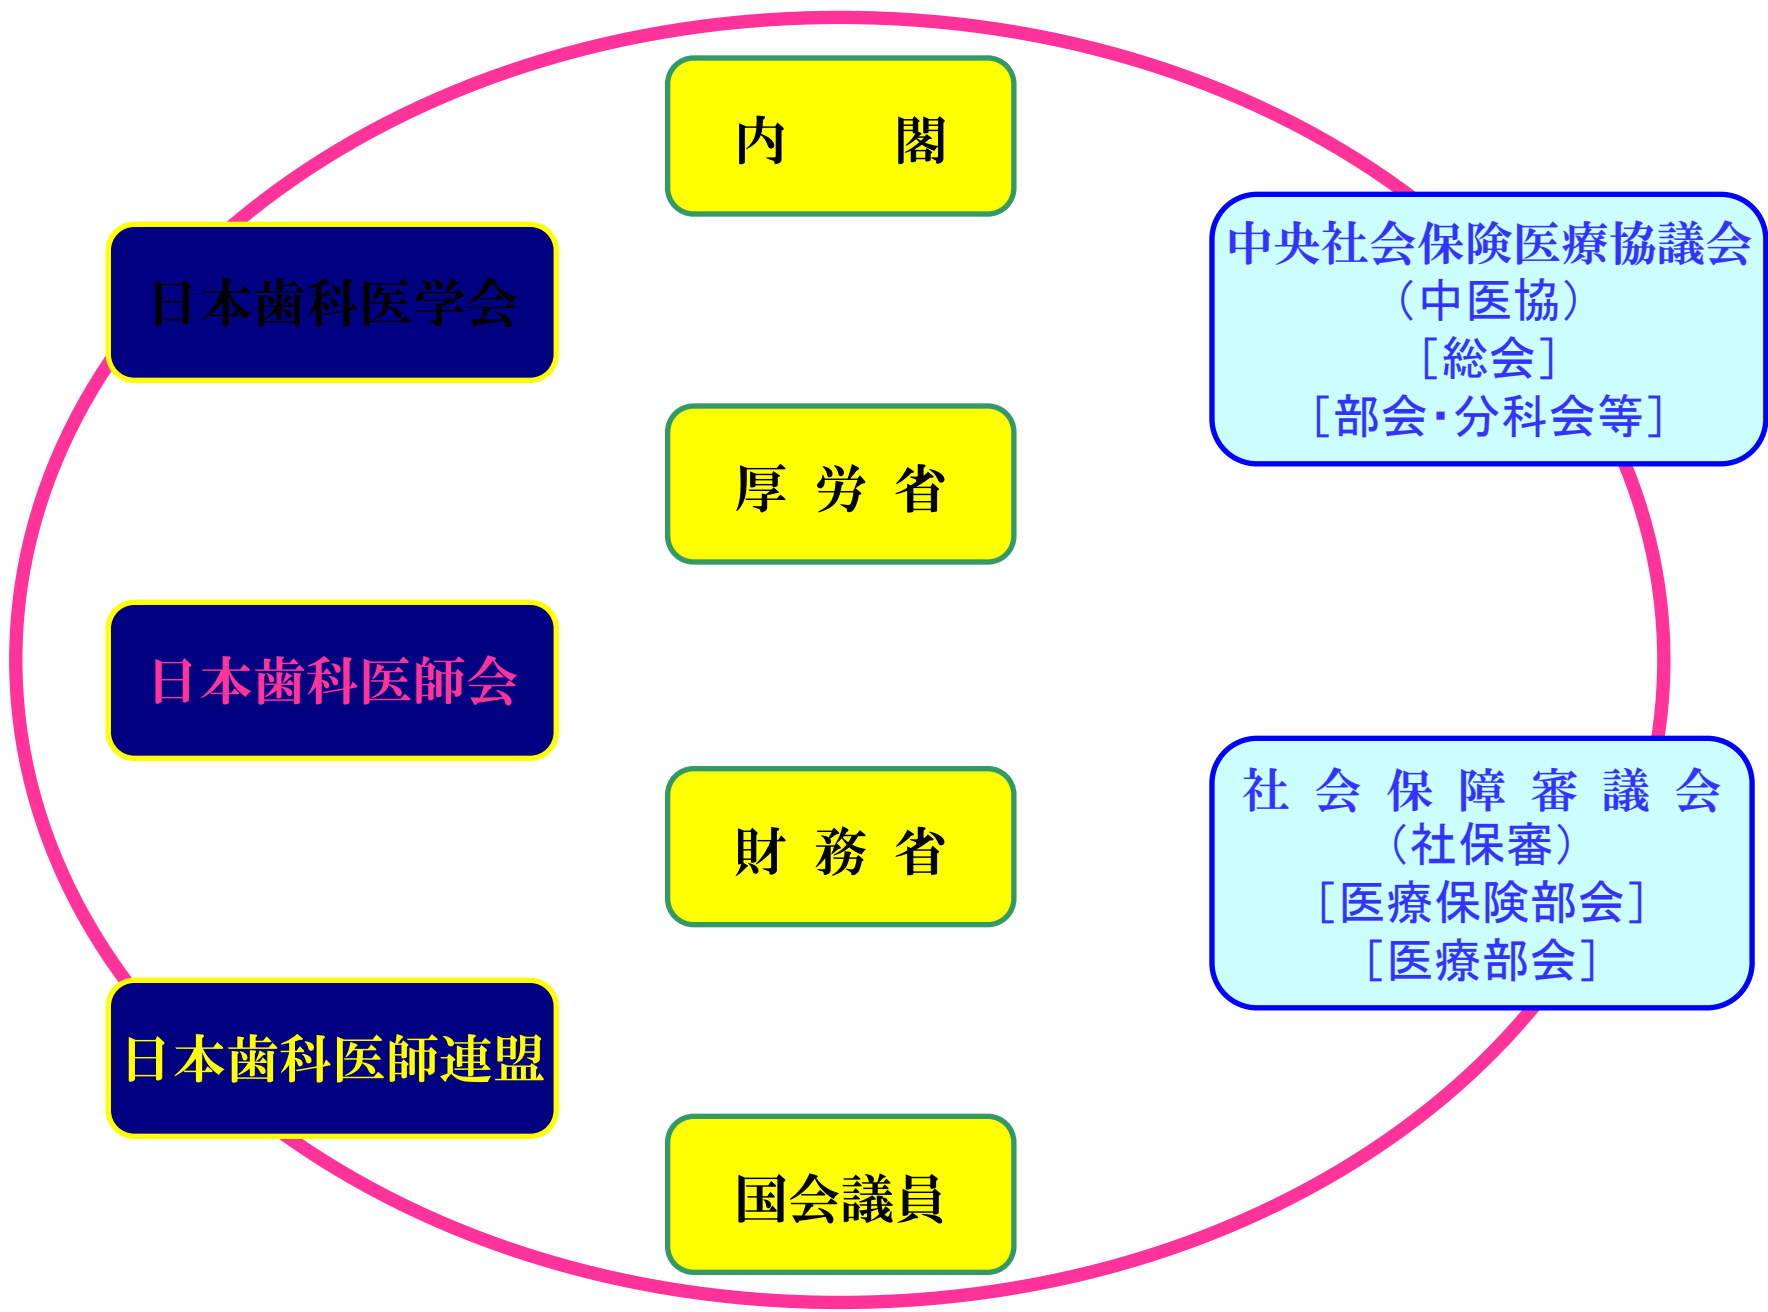 内　　閣
日本歯科医学会
中央社会保険医療協議会
（中医協）
［総会］
［部会・分科会等］
厚 労 省
日本歯科医師会
財 務 省
社 会 保 障 審 議 会
（社保審）
［医療保険部会］
［医療部会］
日本歯科医師連盟
国会議員